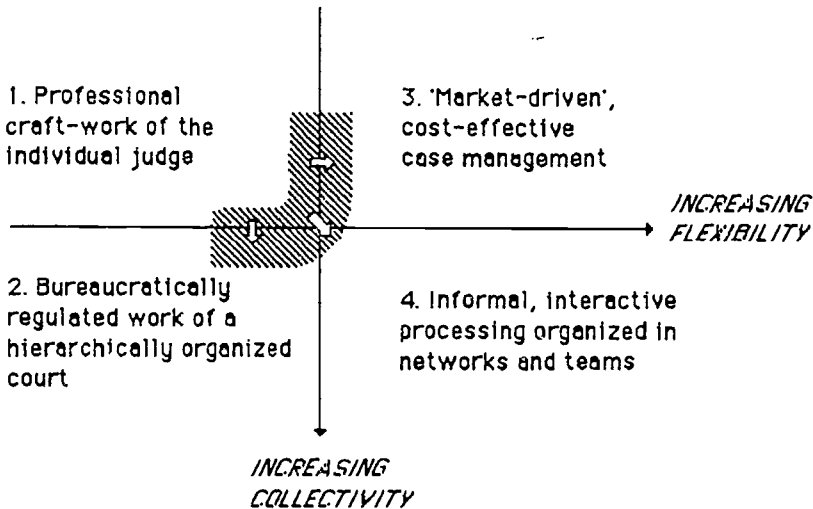 1. Professional
craft-work of the
individual judge
3. 'Market-driven',
cost-effective
case management
INCREASING
FLEXIBILITY
2. Bureaucratically
regulated work of a
hierarchically organized
court
4. Informal, interactive
processing organized in
networks and teams
INCREASING
COLLECTIVITY